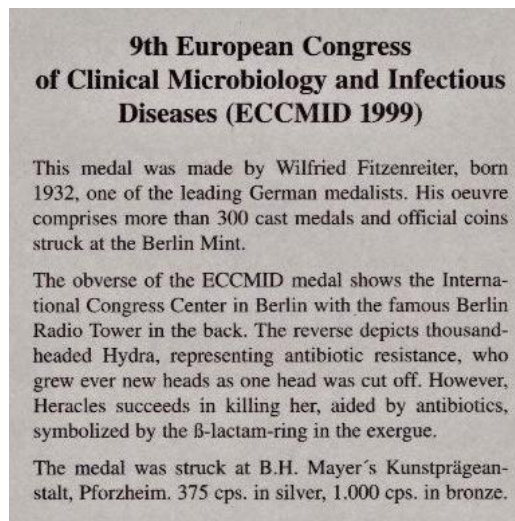 9th European Congress
of Clinical Microbiology and Infectious
Diseases (ECCMID 1999)
This medal was made by Wilfried Fitzenreiter, born
1932, one of the leading German medalists. His oeuvre
comprises more than 300 cast medals and official coins
struck at the Berlin Mint.
The obverse of the ECCMID medal shows the Interna-
tional Congress Center in Berlin with the famous Berlin
Radio Tower in the back. The reverse depicts thousand-
headed Hydra, representing antibiotic resistance, who
grew ever new heads as one head was cut off. However,
Heracles succeeds in killing her, aided by antibiotics,
symbolized by the ß-lactam-ring in the exergue.
The medal was struck at B.H. Mayer´s Kunstprägean-
stalt, Pforzheim. 375 cps. in silver, 1.000 cps. in bronze.